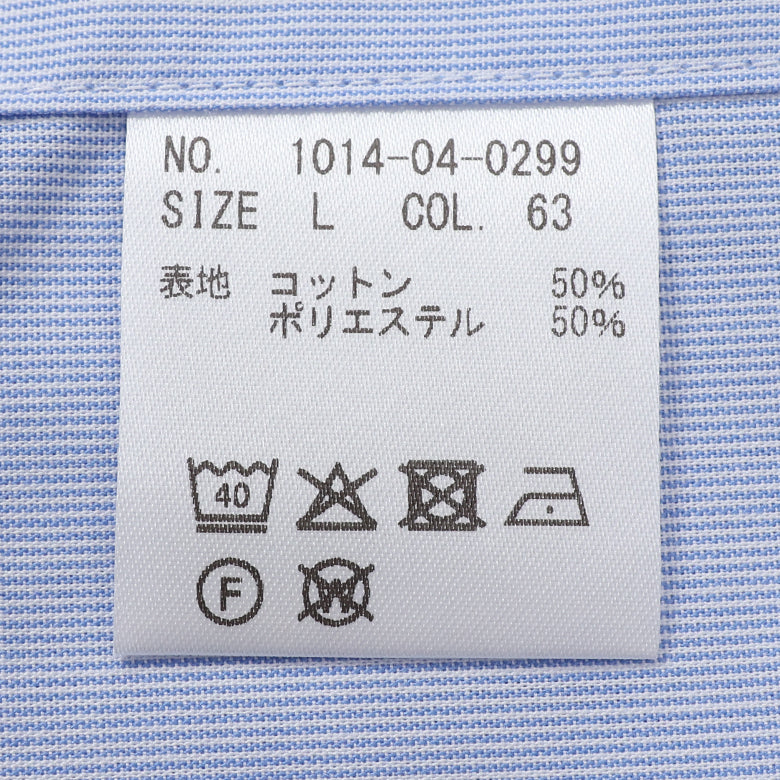 NO. 1014-04-0299
SIZE L COL. 63
表地 コットン 50%
ポリエステル 50%
40
F W